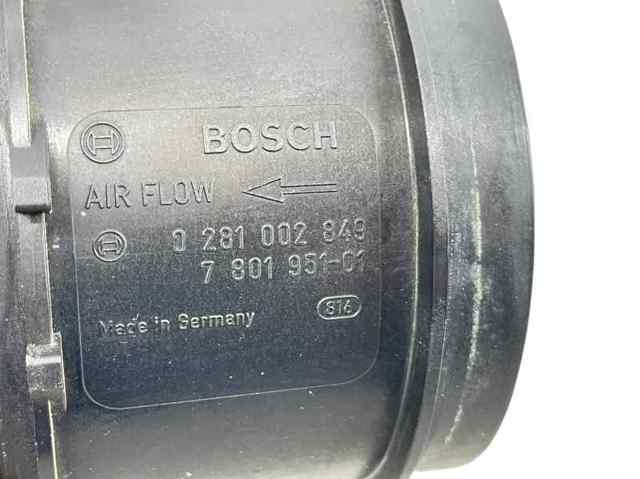 BOSCH
AIR FLOW
0 281 002 849
7 801 951-01
Made in Germany
816